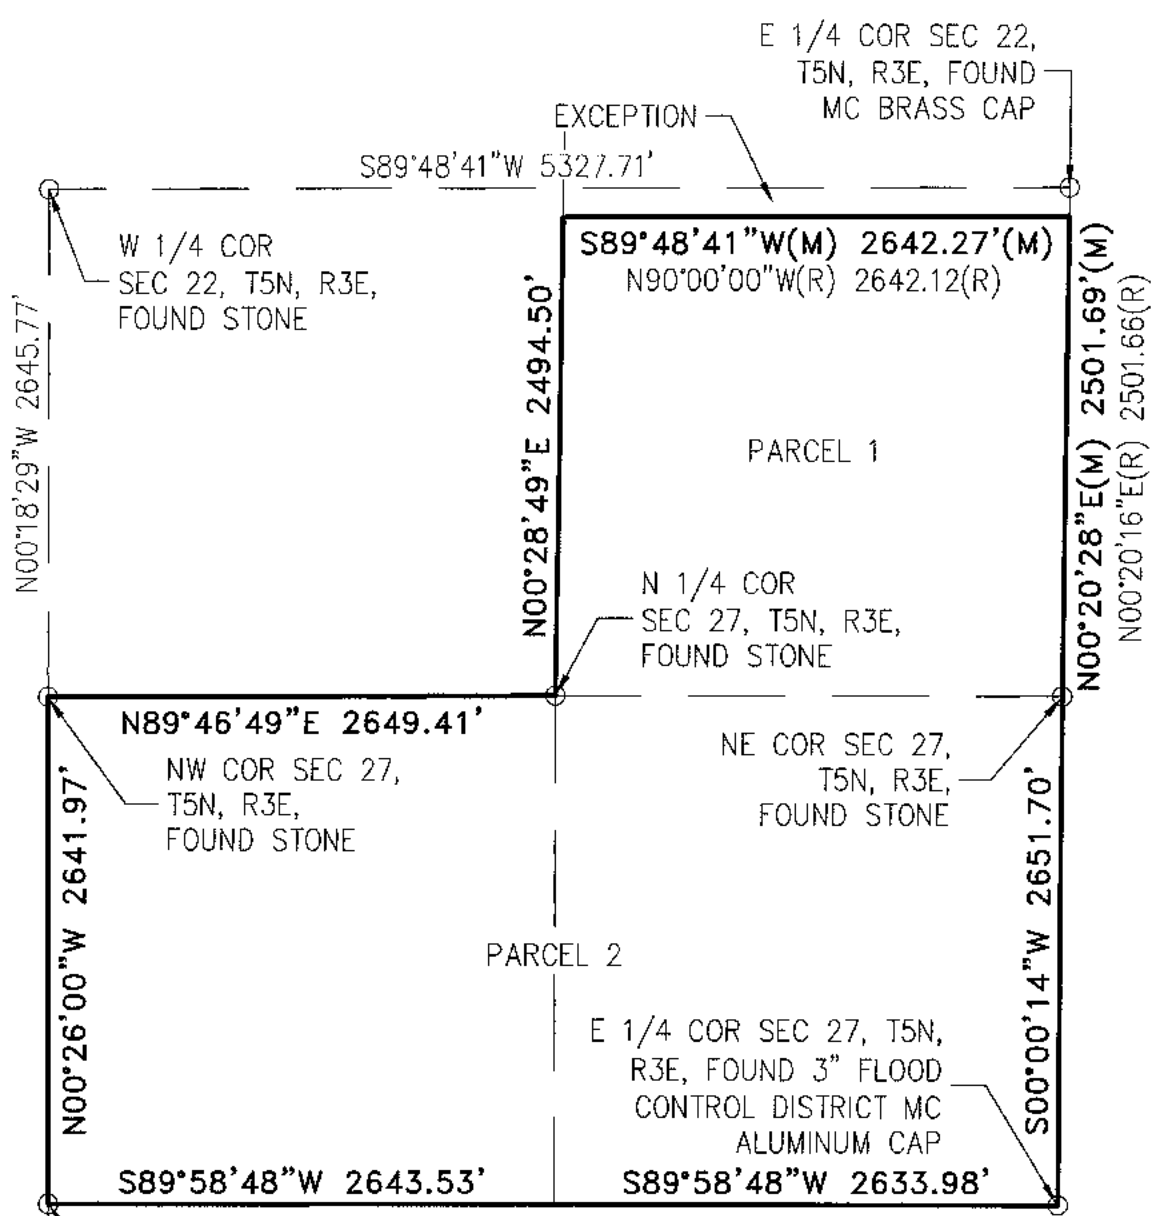 E 1/4 COR SEC 22,
T5N, R3E, FOUND
MC BRASS CAP
EXCEPTION
S89°48'41"W 5327.71'
W 1/4 COR
SEC 22, T5N, R3E,
FOUND STONE
S89°48'41"W(M) 2642.27'(M)
N90°00'00"W(R) 2642.12(R)
N00°18'29"W 2645.77'
N00°28'49"E 2494.50'
PARCEL 1
N00°20'28"E(M) 2501.69'(M)
N00°20'16"E(R) 2501.66(R)
N 1/4 COR
SEC 27, T5N, R3E,
FOUND STONE
N89°46'49"E 2649.41'
NW COR SEC 27,
T5N, R3E,
FOUND STONE
NE COR SEC 27,
T5N, R3E,
FOUND STONE
N00°26'00"W 2641.97'
PARCEL 2
S00°00'14"W 2651.70'
E 1/4 COR SEC 27, T5N,
R3E, FOUND 3" FLOOD
CONTROL DISTRICT MC
ALUMINUM CAP
S89°58'48"W 2643.53'
S89°58'48"W 2633.98'